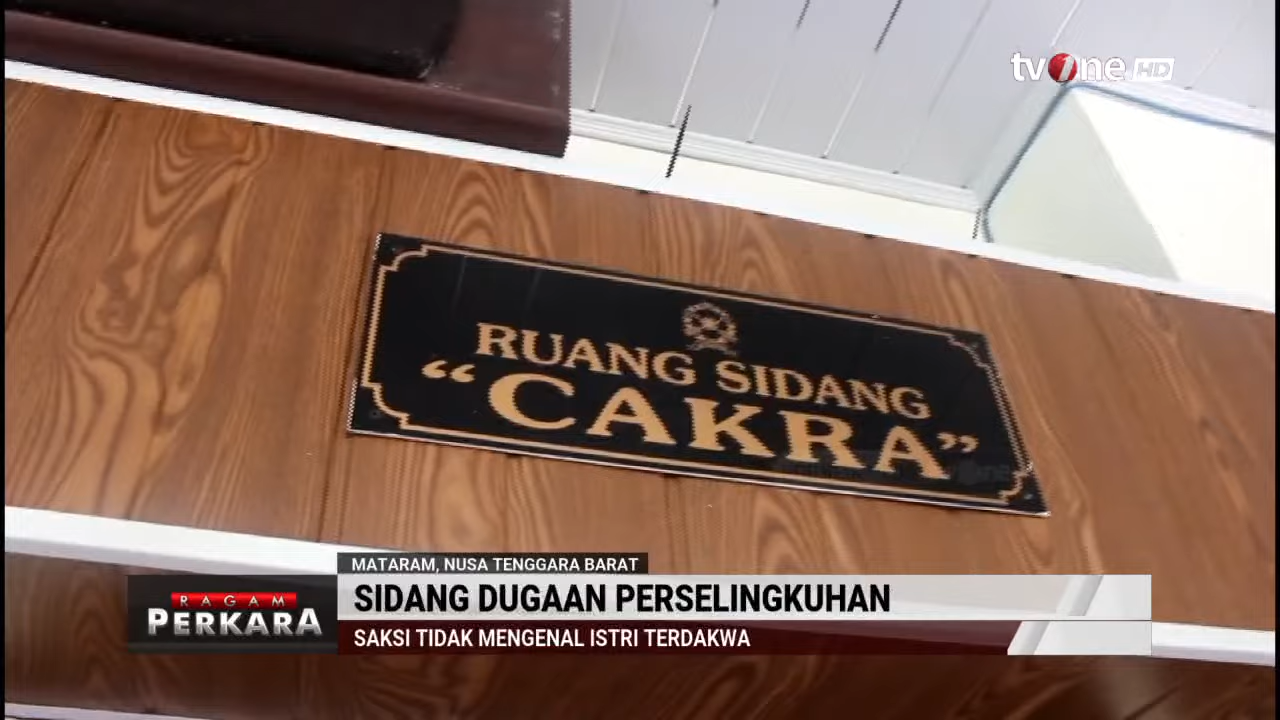 tvOne HD
RUANG SIDANG
“CAKRA”
MATARAM, NUSA TENGGARA BARAT
RAGAM
PERKARA
SIDANG DUGAAN PERSELINGKUHAN
SAKSI TIDAK MENGENAL ISTRI TERDAKWA